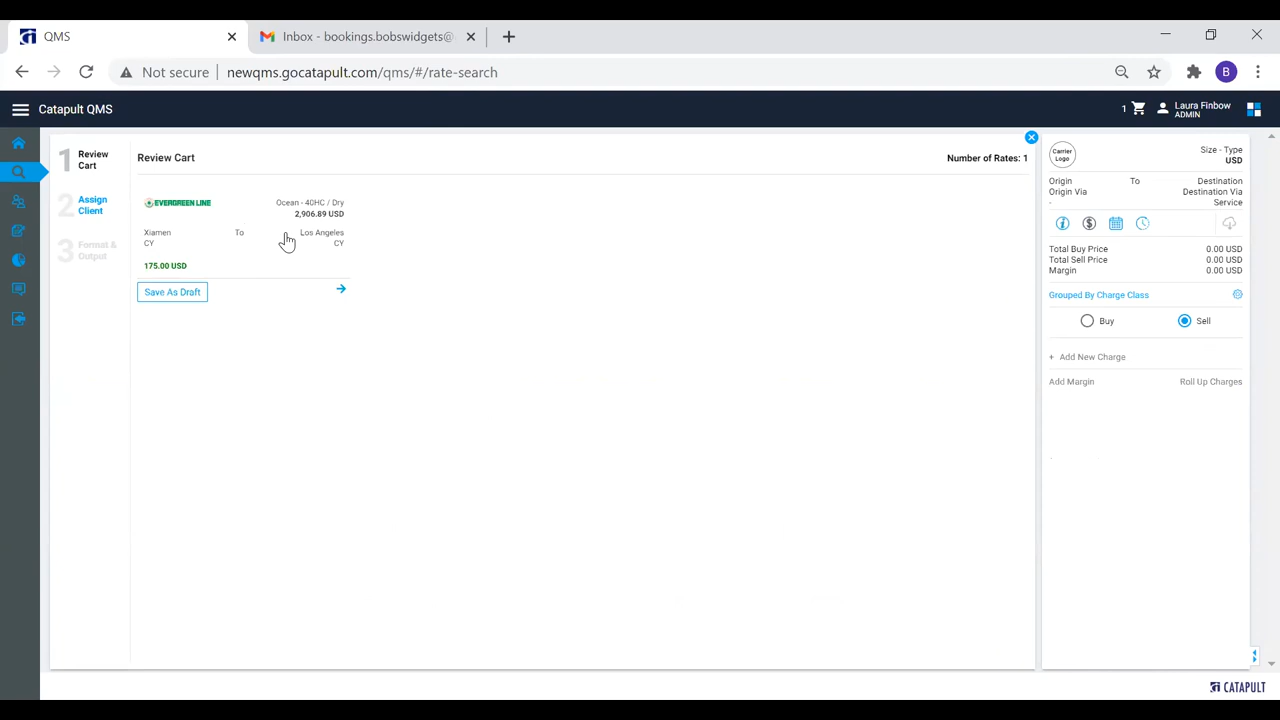 QMS
Inbox - bookings.bobswidgets@
Not secure
newqms.gocatapult.com/qms/#/rate-search
B
Catapult QMS
1
Laura Finbow
ADMIN
1
Review
Cart
2
Assign
Client
3
Format &
Output
Review Cart
Number of Rates: 1
EVERGREEN LINE
Ocean - 40HC / Dry
2,906.89 USD
Xiamen
To
Los Angeles
CY
CY
175.00 USD
Save As Draft
Carrier
Logo
Size - Type
USD
Origin
To
Destination
Origin Via
Destination Via
-
Service
Total Buy Price
0.00 USD
Total Sell Price
0.00 USD
Margin
0.00 USD
Grouped By Charge Class
Buy
Sell
+ Add New Charge
Add Margin
Roll Up Charges
CATAPULT